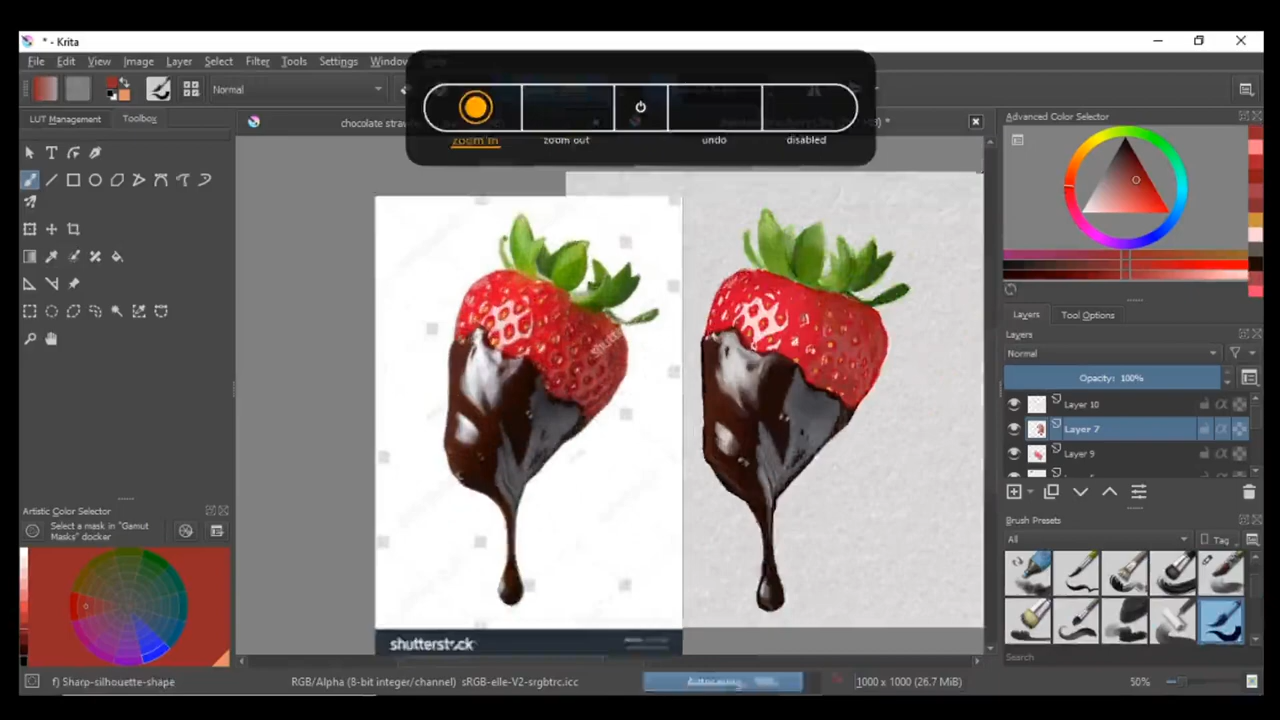 * - Krita
File Edit View Image Layer Select Filter Tools Settings
Normal
LUT Management Toolbox
chocolate
zoom in zoom out undo disabled
shutterstock
Advanced Color Selector
Layers Tool Options
Layers
Normal
Opacity: 100%
Layer 10
Layer 7
Layer 9
Artistic Color Selector
Select a mask in "Gamut
Masks" docker
Brush Presets
All Tag
Search
f) Sharp-silhouette-shape RGB/Alpha (8-bit integer/channel) sRGB-elle-V2-srgbtrc.icc 1000 x 1000 (26.7 MiB) 50%